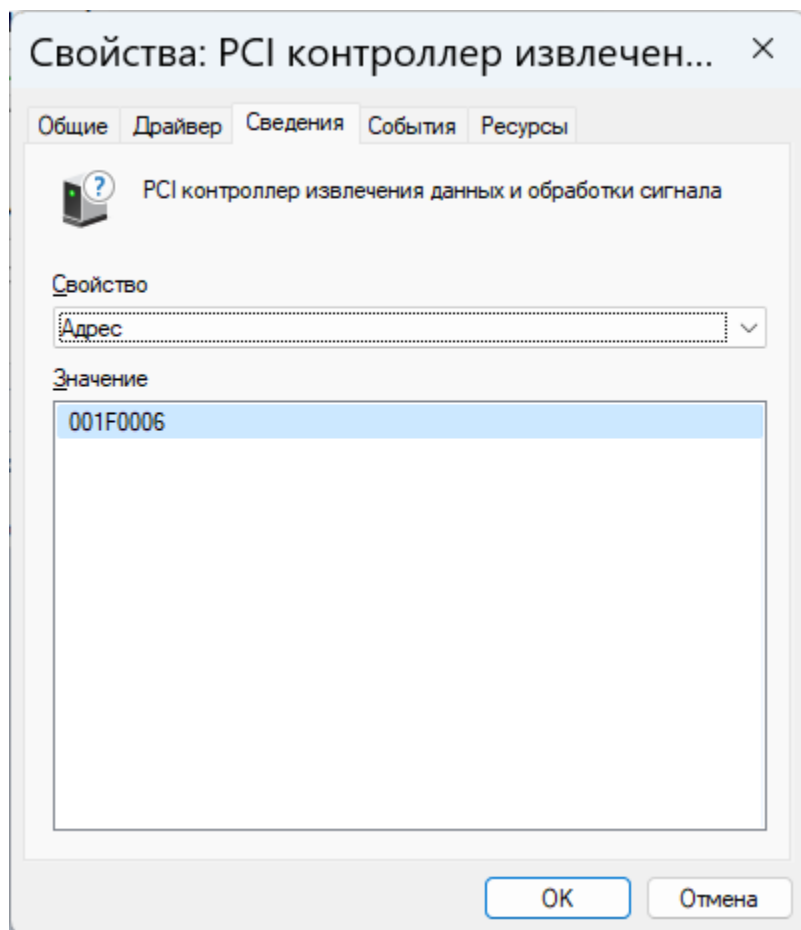 Свойства: PCI контроллер извлечен...
Общие Драйвер Сведения События Ресурсы
PCI контроллер извлечения данных и обработки сигнала
Свойство
Адрес
Значение
001F0006
OK
Отмена